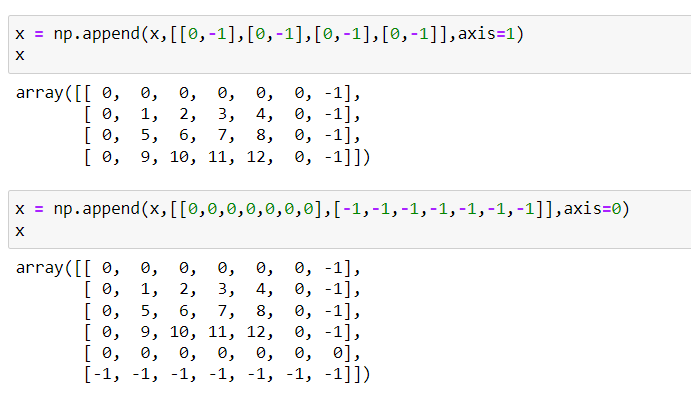 x = np.append(x,[[0,-1],[0,-1],[0,-1],[0,-1]],axis=1)
x
array([[ 0,  0,  0,  0,  0,  0, -1],
       [ 0,  1,  2,  3,  4,  0, -1],
       [ 0,  5,  6,  7,  8,  0, -1],
       [ 0,  9, 10, 11, 12,  0, -1]])
x = np.append(x,[[0,0,0,0,0,0,0],[-1,-1,-1,-1,-1,-1,-1]],axis=0)
x
array([[ 0,  0,  0,  0,  0,  0, -1],
       [ 0,  1,  2,  3,  4,  0, -1],
       [ 0,  5,  6,  7,  8,  0, -1],
       [ 0,  9, 10, 11, 12,  0, -1],
       [ 0,  0,  0,  0,  0,  0,  0],
       [-1, -1, -1, -1, -1, -1, -1]])